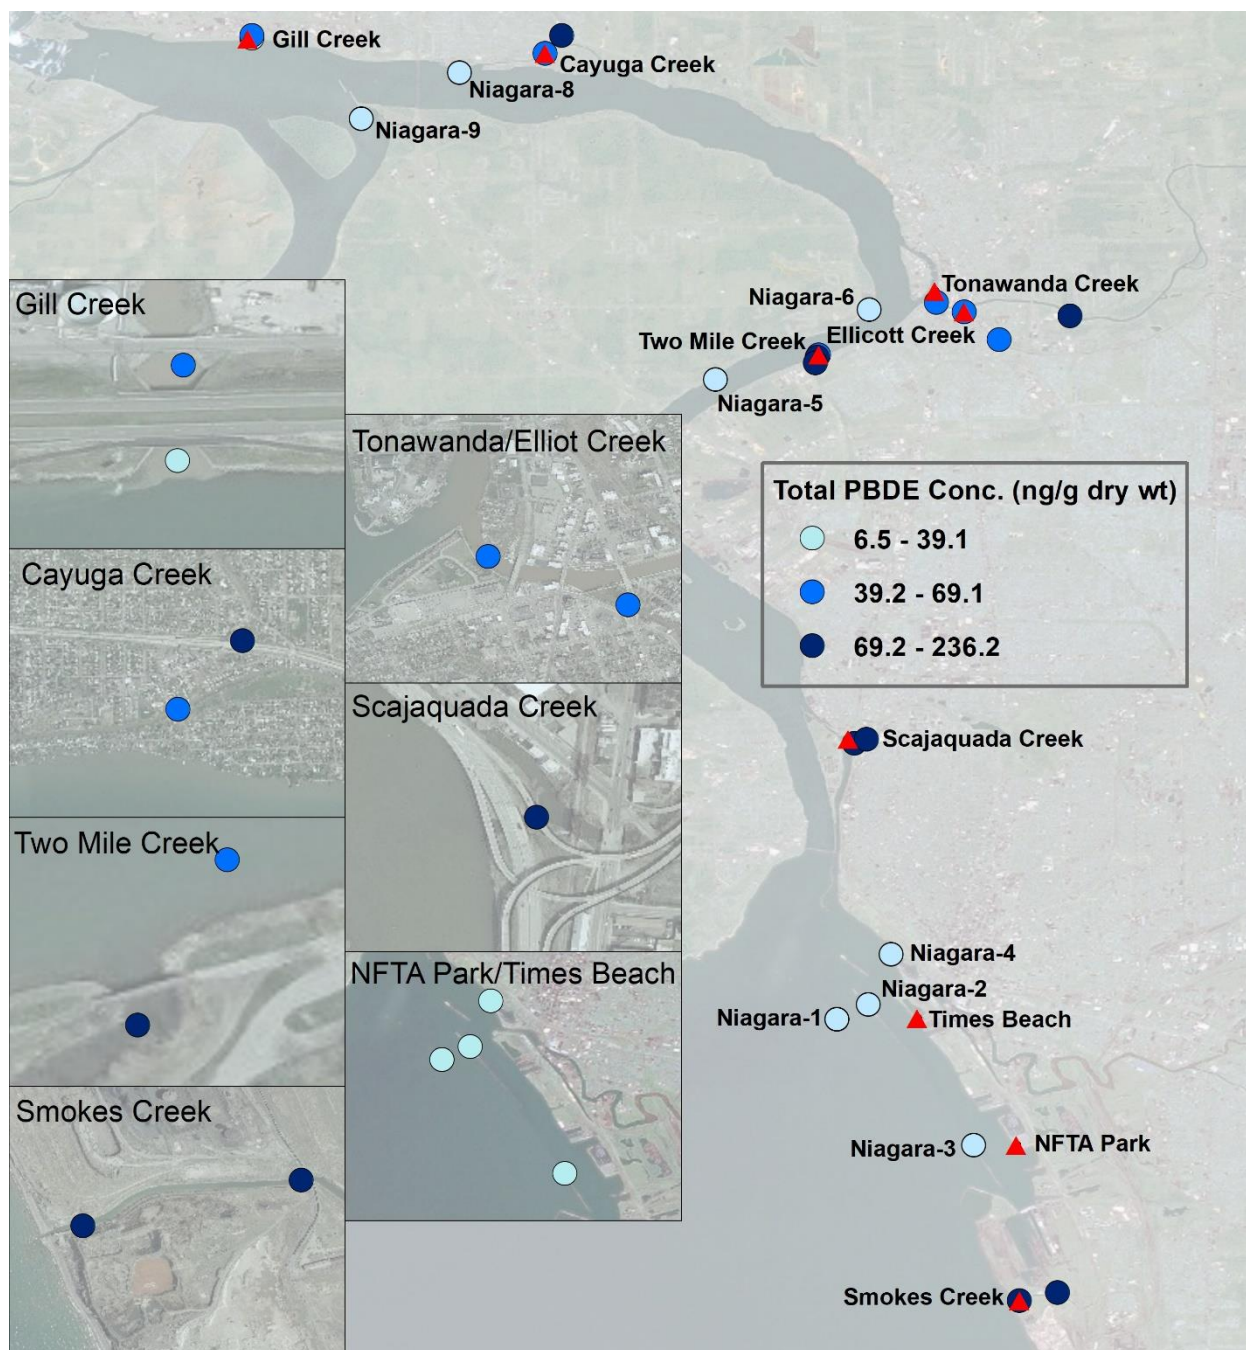 Gill Creek
Cayuga Creek
Niagara-8
Niagara-9
Tonawanda Creek
Niagara-6
Ellicott Creek
Two Mile Creek
Niagara-5
Gill Creek
Tonawanda/Elliot Creek
Total PBDE Conc. (ng/g dry wt)
6.5 - 39.1
39.2 - 69.1
69.2 - 236.2
Cayuga Creek
Scajaquada Creek
Scajaquada Creek
Two Mile Creek
NFTA Park/Times Beach
Niagara-4
Niagara-2
Niagara-1
Times Beach
Smokes Creek
Niagara-3
NFTA Park
Smokes Creek